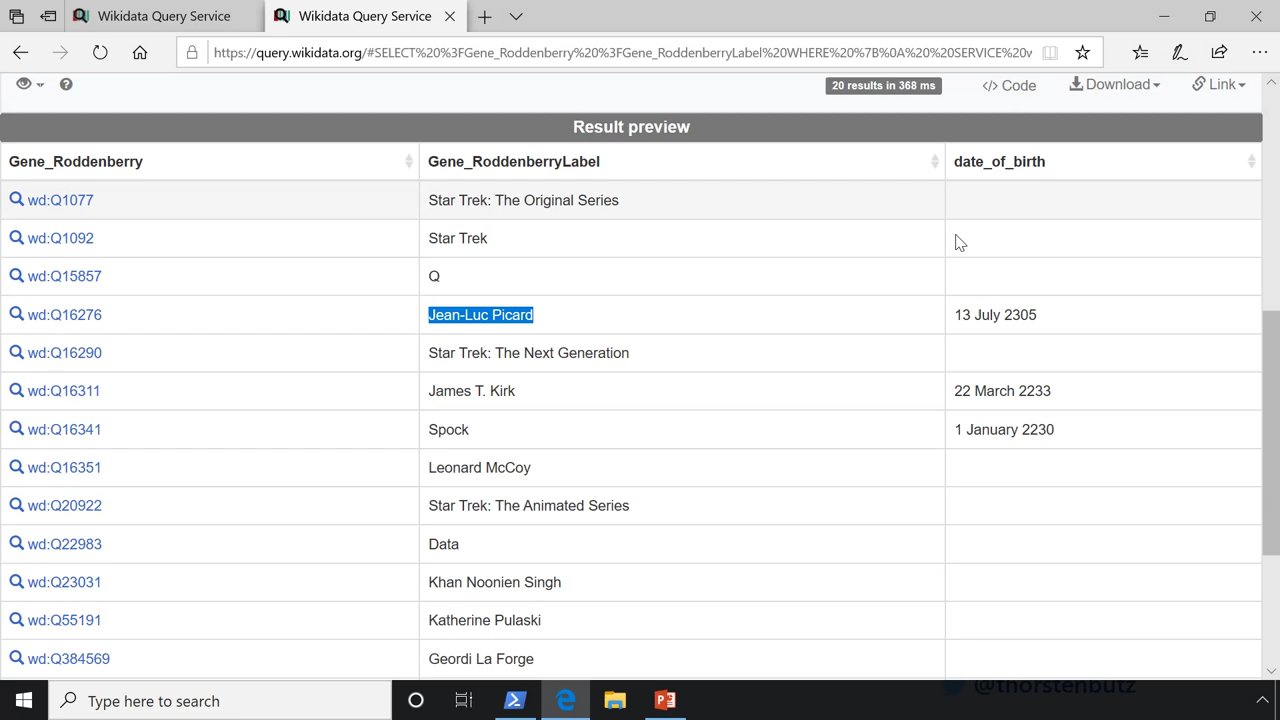 Wikidata Query Service
Wikidata Query Service
https://query.wikidata.org/#SELECT%20%3FGene_Roddenberry%20%3FGene_RoddenberryLabel%20WHERE%20%7B%0A%20%20SERVICE%20w
20 results in 368 ms
</> Code
Download
Link
Result preview
Gene_Roddenberry Gene_RoddenberryLabel date_of_birth
wd:Q1077 Star Trek: The Original Series
wd:Q1092 Star Trek
wd:Q15857 Q
wd:Q16276 Jean-Luc Picard 13 July 2305
wd:Q16290 Star Trek: The Next Generation
wd:Q16311 James T. Kirk 22 March 2233
wd:Q16341 Spock 1 January 2230
wd:Q16351 Leonard McCoy
wd:Q20922 Star Trek: The Animated Series
wd:Q22983 Data
wd:Q23031 Khan Noonien Singh
wd:Q55191 Katherine Pulaski
wd:Q384569 Geordi La Forge
@thorstenbutz
Type here to search